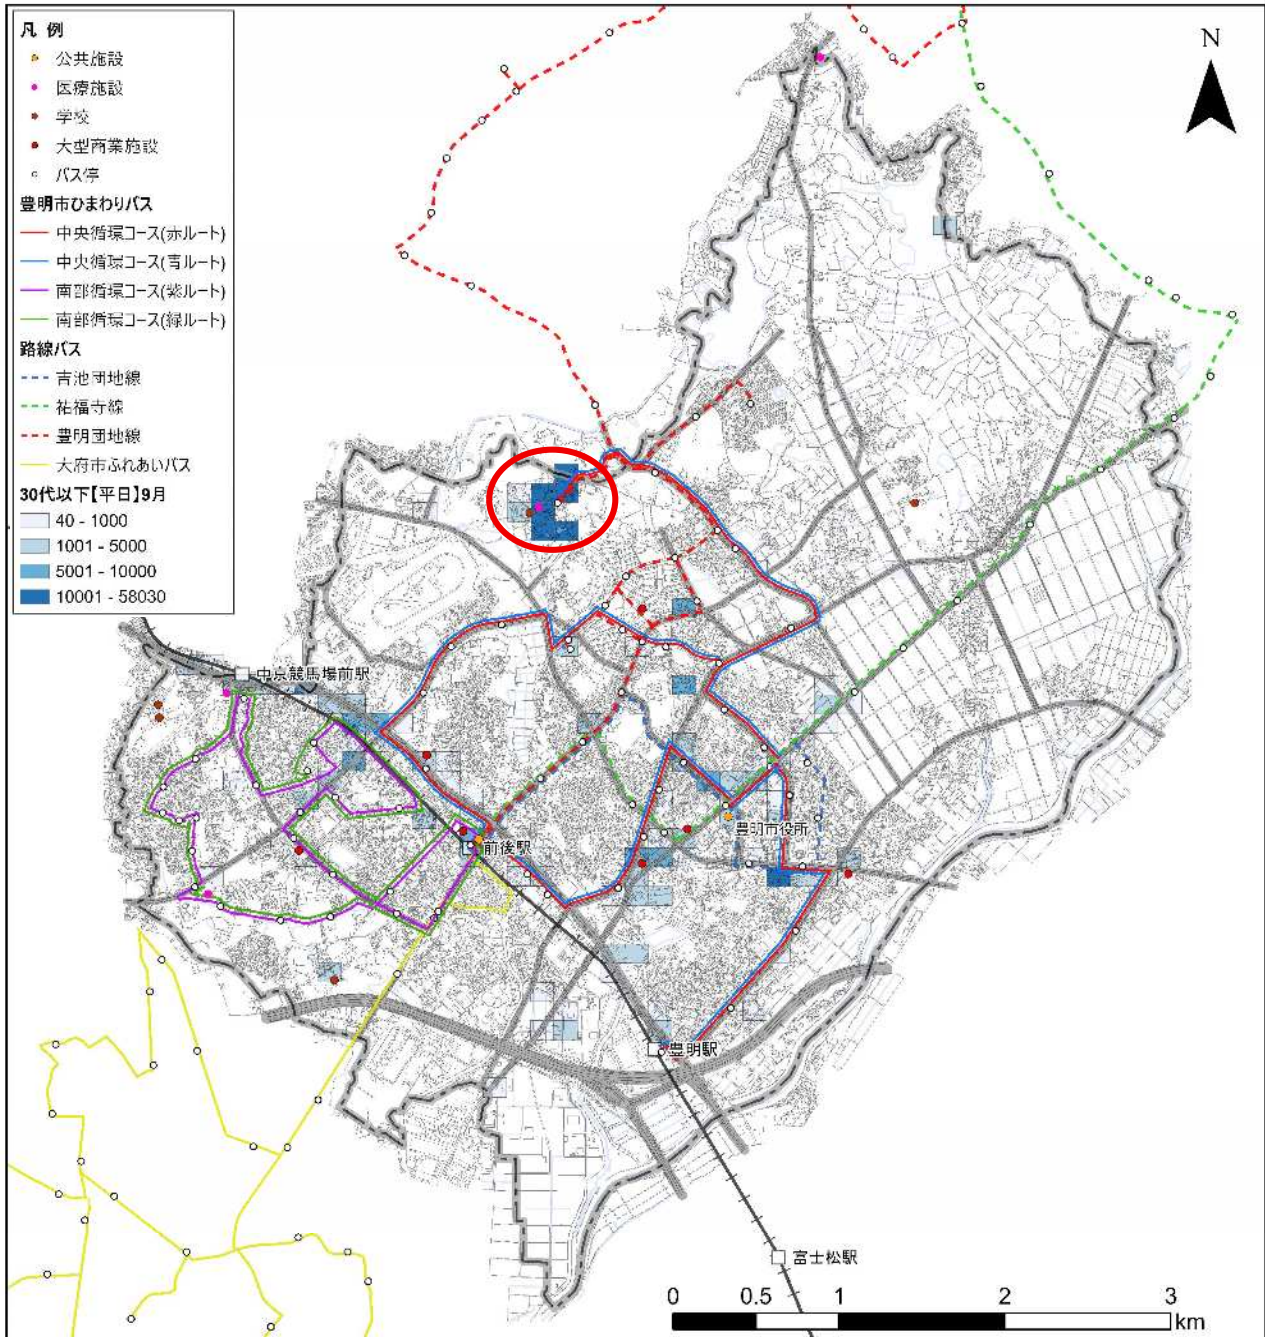 凡 例
公共施設
医療施設
学校
大型商業施設
バス停
豊明市ひまわりバス
中央循環コース(赤ルート)
中央循環コース(青ルート)
南部循環コース(紫ルート)
南部循環コース(緑ルート)
路線バス
吉池団地線
祐福寺線
豊明団地線
大府市ふれあいバス
30代以下【平日】9月
40 - 1000
1001 - 5000
5001 - 10000
10001 - 58030
N
中京競馬場前駅
豊明市役所
前後駅
豊明駅
富士松駅
0 0.5 1 2 3
km